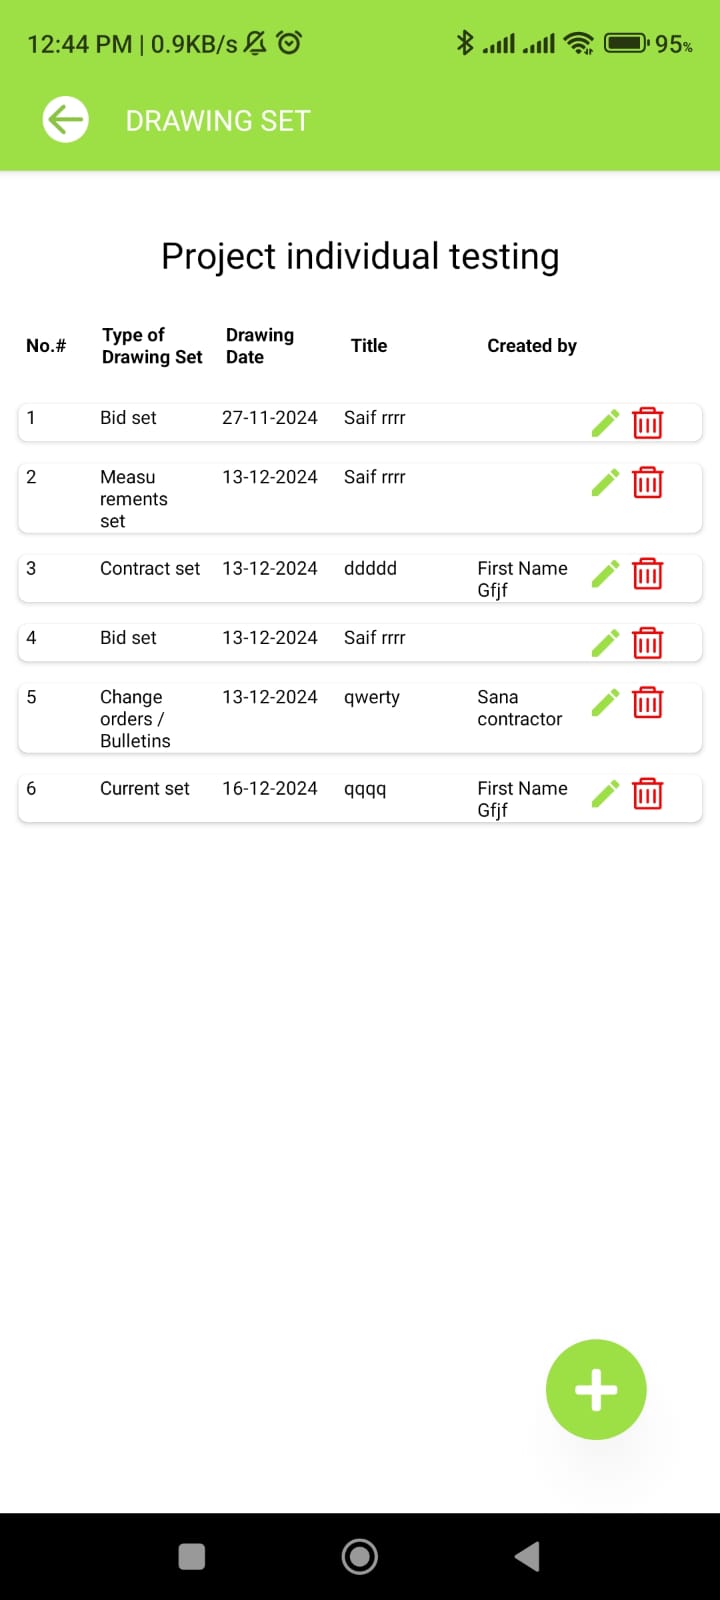 12:44 PM | 0.9KB/s 95%
DRAWING SET
Project individual testing
No.# Type of Drawing Set Drawing Date Title Created by
1 Bid set 27-11-2024 Saif rrrr
2 Measu 13-12-2024 Saif rrrr
rements
set
3 Contract set 13-12-2024 ddddd First Name
Gfjf
4 Bid set 13-12-2024 Saif rrrr
5 Change 13-12-2024 qwerty Sana
orders / contractor
Bulletins
6 Current set 16-12-2024 qqqq First Name
Gfjf